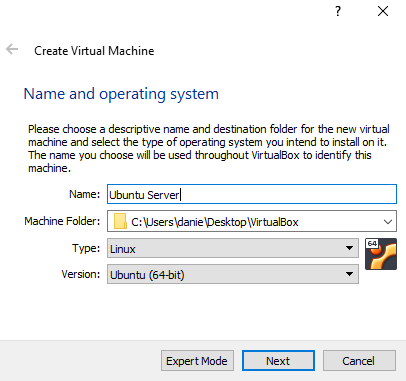 ?
Create Virtual Machine
Name and operating system
Please choose a descriptive name and destination folder for the new virtual
machine and select the type of operating system you intend to install on it.
The name you choose will be used throughout VirtualBox to identify this
machine.
Name: Ubuntu Server
Machine Folder: C:\Users\danie\Desktop\VirtualBox
Type: Linux
64
Version: Ubuntu (64-bit)
Expert Mode Next Cancel